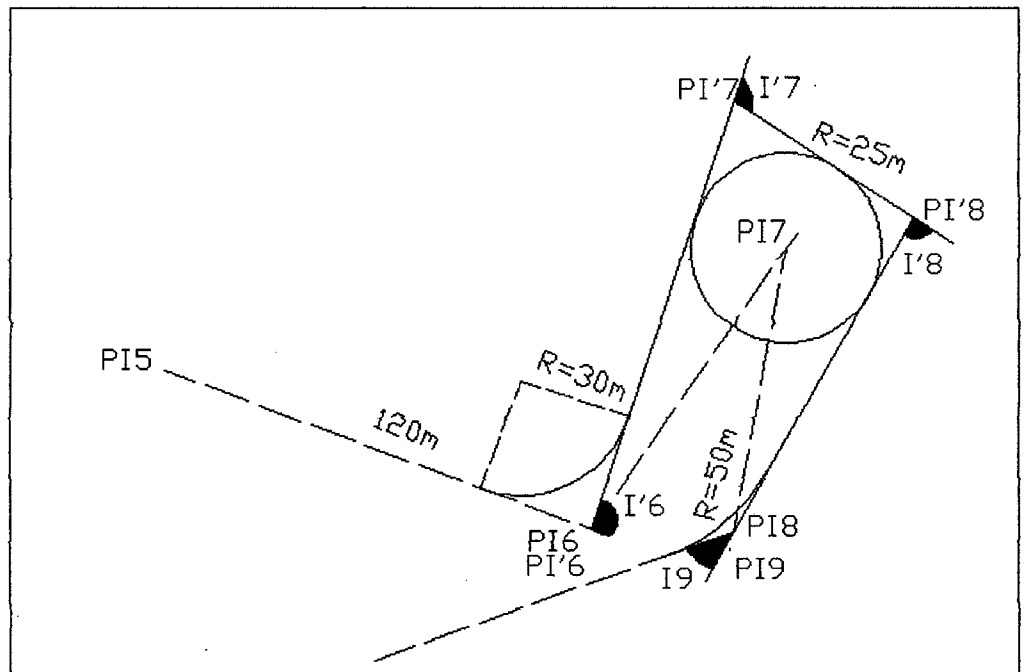 PI'7 I'7
R=25m
PI'8
PI7
I'8
PI5
R=30m
120m
R=50m
I'6
PI6
PI'6
PI8
I9 PI9